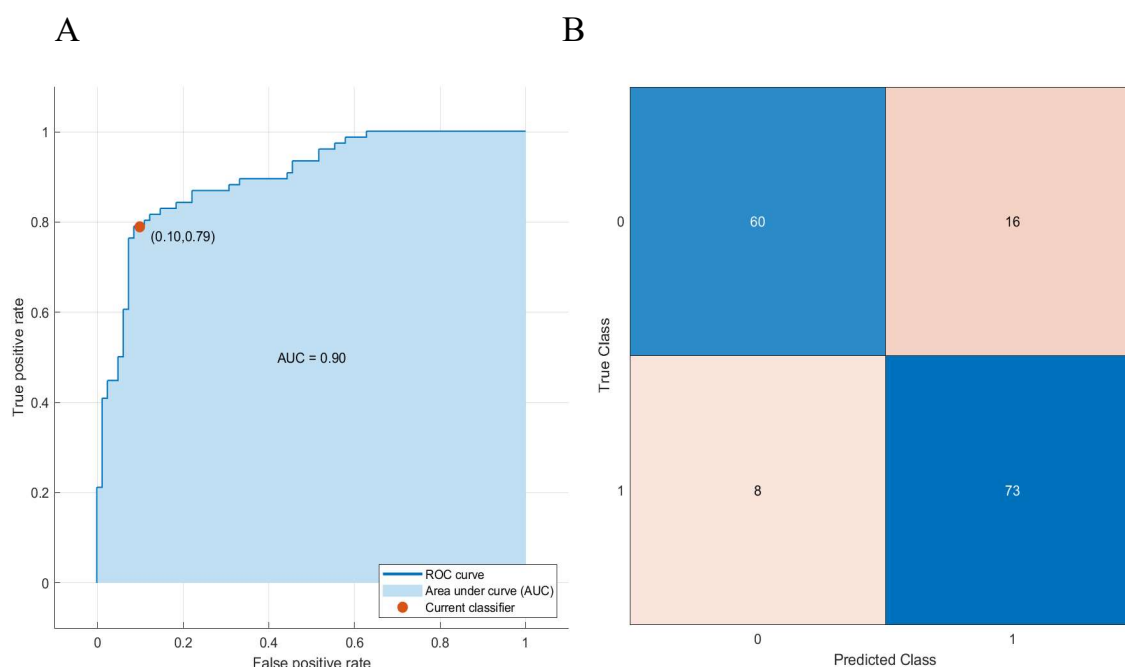 A
B
1
0.8
0.6
0.4
0.2
0
True positive rate
(0.10,0.79)
AUC = 0.90
ROC curve
Area under curve (AUC)
Current classifier
0
0.2
0.4
0.6
0.8
1
False positive rate
True Class
0
60
16
1
8
73
0
1
Predicted Class